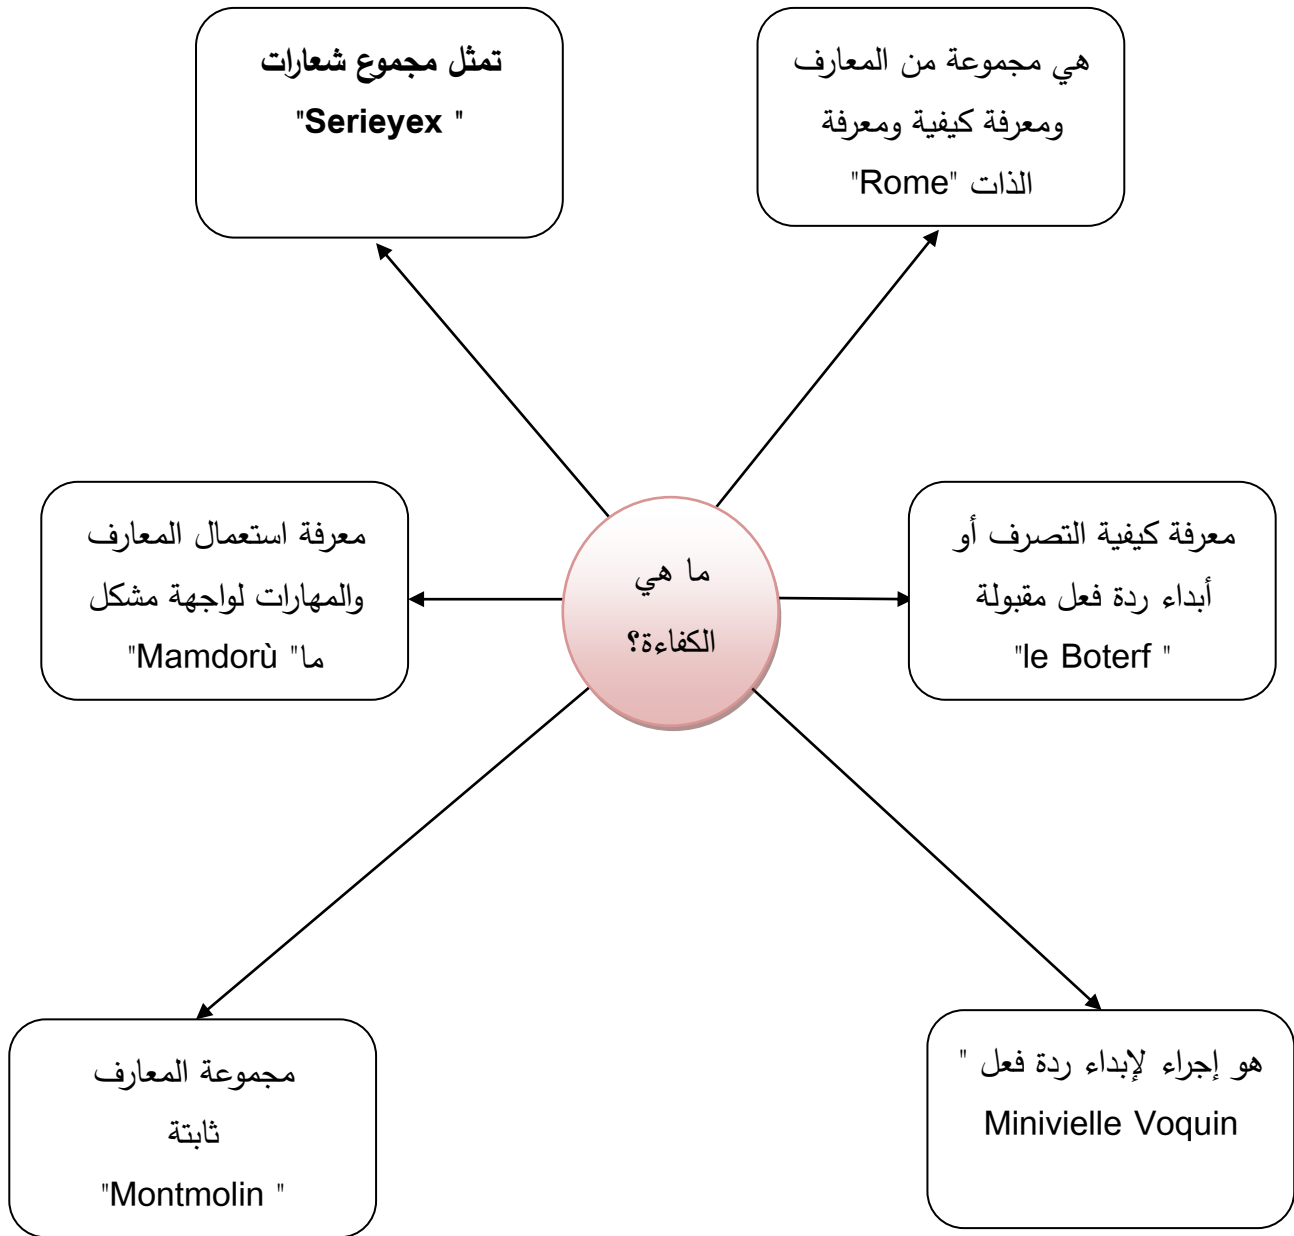 تمثل مجموع شعارات
" Serieyex"
هي مجموعة من المعارف
ومعرفة كيفية ومعرفة
الذات "Rome"
معرفة استعمال المعارف
والمهارات لواجهة مشكل
ما" Mamdorù"
ما هي
الكفاءة؟
معرفة كيفية التصرف أو
أبداء ردة فعل مقبولة
" le Boterf"
مجموعة المعارف
ثابتة
" Montmolin"
هو إجراء لإبداء ردة فعل "
Minivielle Voquin